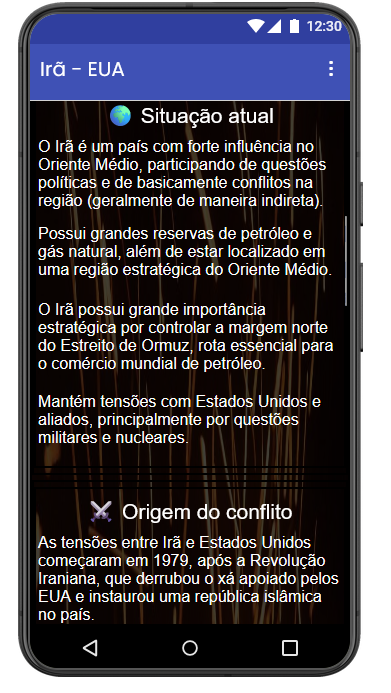 12:30
Irã - EUA
Situação atual
O Irã é um país com forte influência no
Oriente Médio, participando de questões
políticas e de basicamente conflitos na
região (geralmente de maneira indireta).
Possui grandes reservas de petróleo e
gás natural, além de estar localizado em
uma região estratégica do Oriente Médio.
O Irã possui grande importância
estratégica por controlar a margem norte
do Estreito de Ormuz, rota essencial para
o comércio mundial de petróleo.
Mantém tensões com Estados Unidos e
aliados, principalmente por questões
militares e nucleares.
Origem do conflito
As tensões entre Irã e Estados Unidos
começaram em 1979, após a Revolução
Iraniana, que derrubou o xá apoiado pelos
EUA e instaurou uma república islâmica
no país.